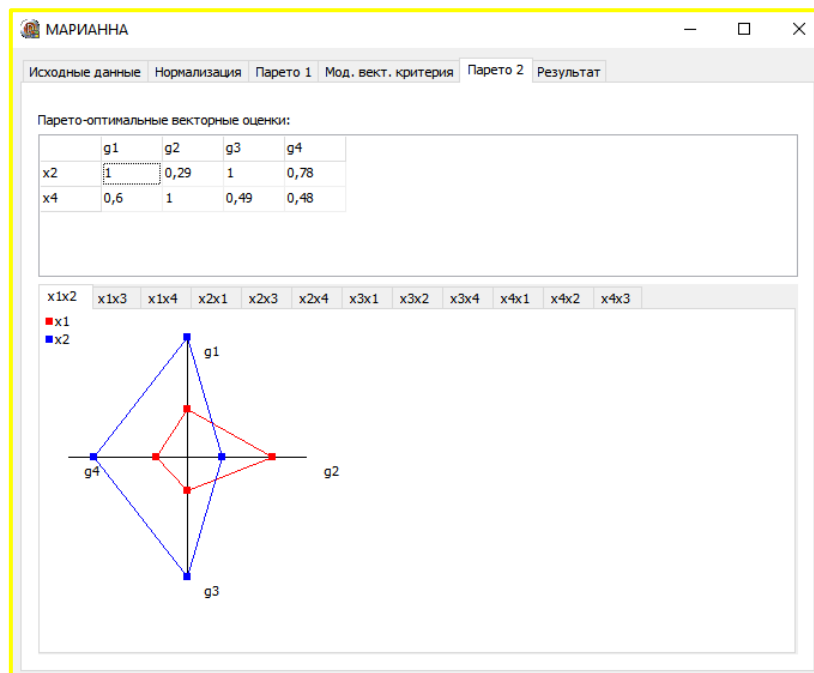 МАРИАННА
Исходные данные Нормализация Парето 1 Мод. вект. критерия Парето 2 Результат
Парето-оптимальные векторные оценки:
g1 g2 g3 g4
x2 1 0,29 1 0,78
x4 0,6 1 0,49 0,48
x1x2 x1x3 x1x4 x2x1 x2x3 x2x4 x3x1 x3x2 x3x4 x4x1 x4x2 x4x3
x1
x2
g1
g4 g2
g3